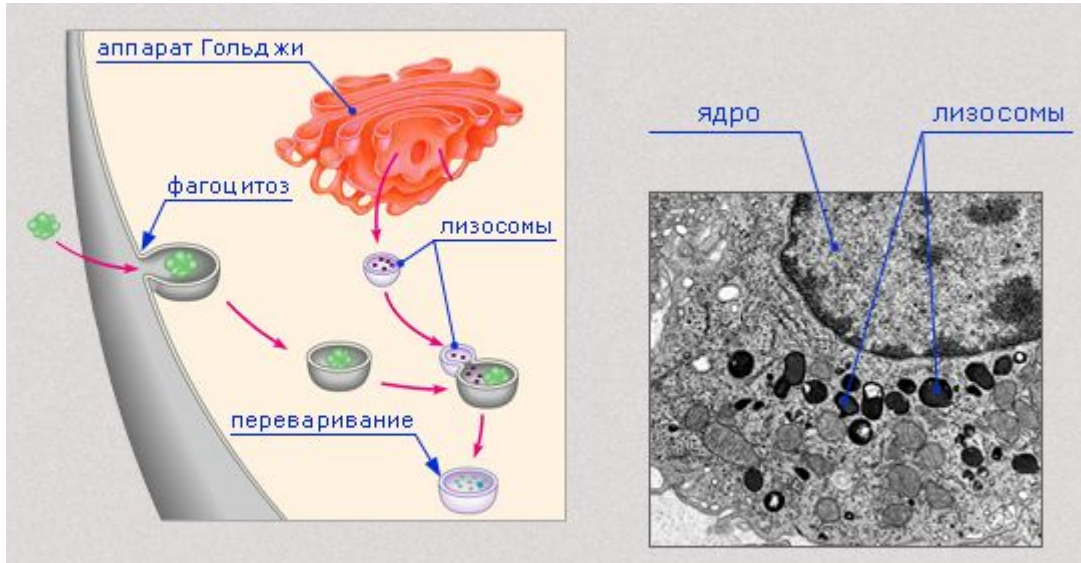 аппарат Гольджи
фагоцитоз
лизосомы
переваривание
ядро
лизосомы